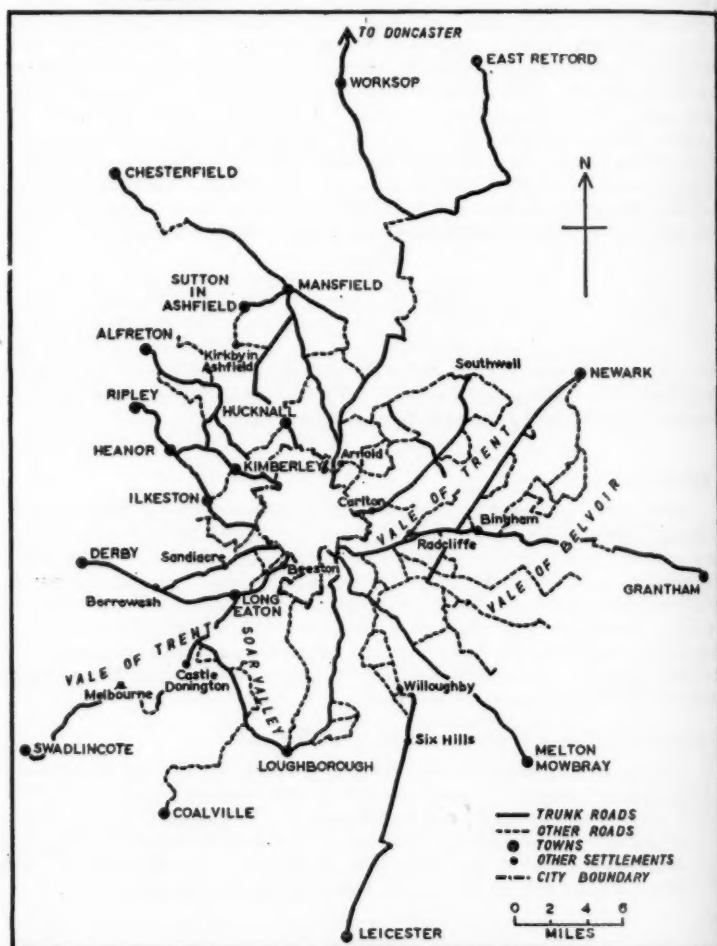 TO DONCASTER
EAST RETFORD
WORKSOP
N
CHESTERFIELD
SUTTON
IN
ASHFIELD
MANSFIELD
ALFRETON
Kirkby in
Ashfield
Southwell
NEWARK
RIPLEY
HUCKNALL
HEANOR
KIMBERLEY
Arnold
ILKESTON
Carlton
VALE OF TRENT
Bingham
Radcliffe
VALE OF BELVOIR
DERBY
Sandiacre
Beeston
GRANTHAM
Borrowash
LONG
EATON
VALE OF TRENT
SOAR VALLEY
Castle
Donington
Melbourne
Willoughby
SWADLINCOTE
LOUGHBOROUGH
Six Hills
MELTON
MOWBRAY
COALVILLE
TRUNK ROADS
OTHER ROADS
TOWNS
OTHER SETTLEMENTS
CITY BOUNDARY
0 2 4 6
MILES
LEICESTER